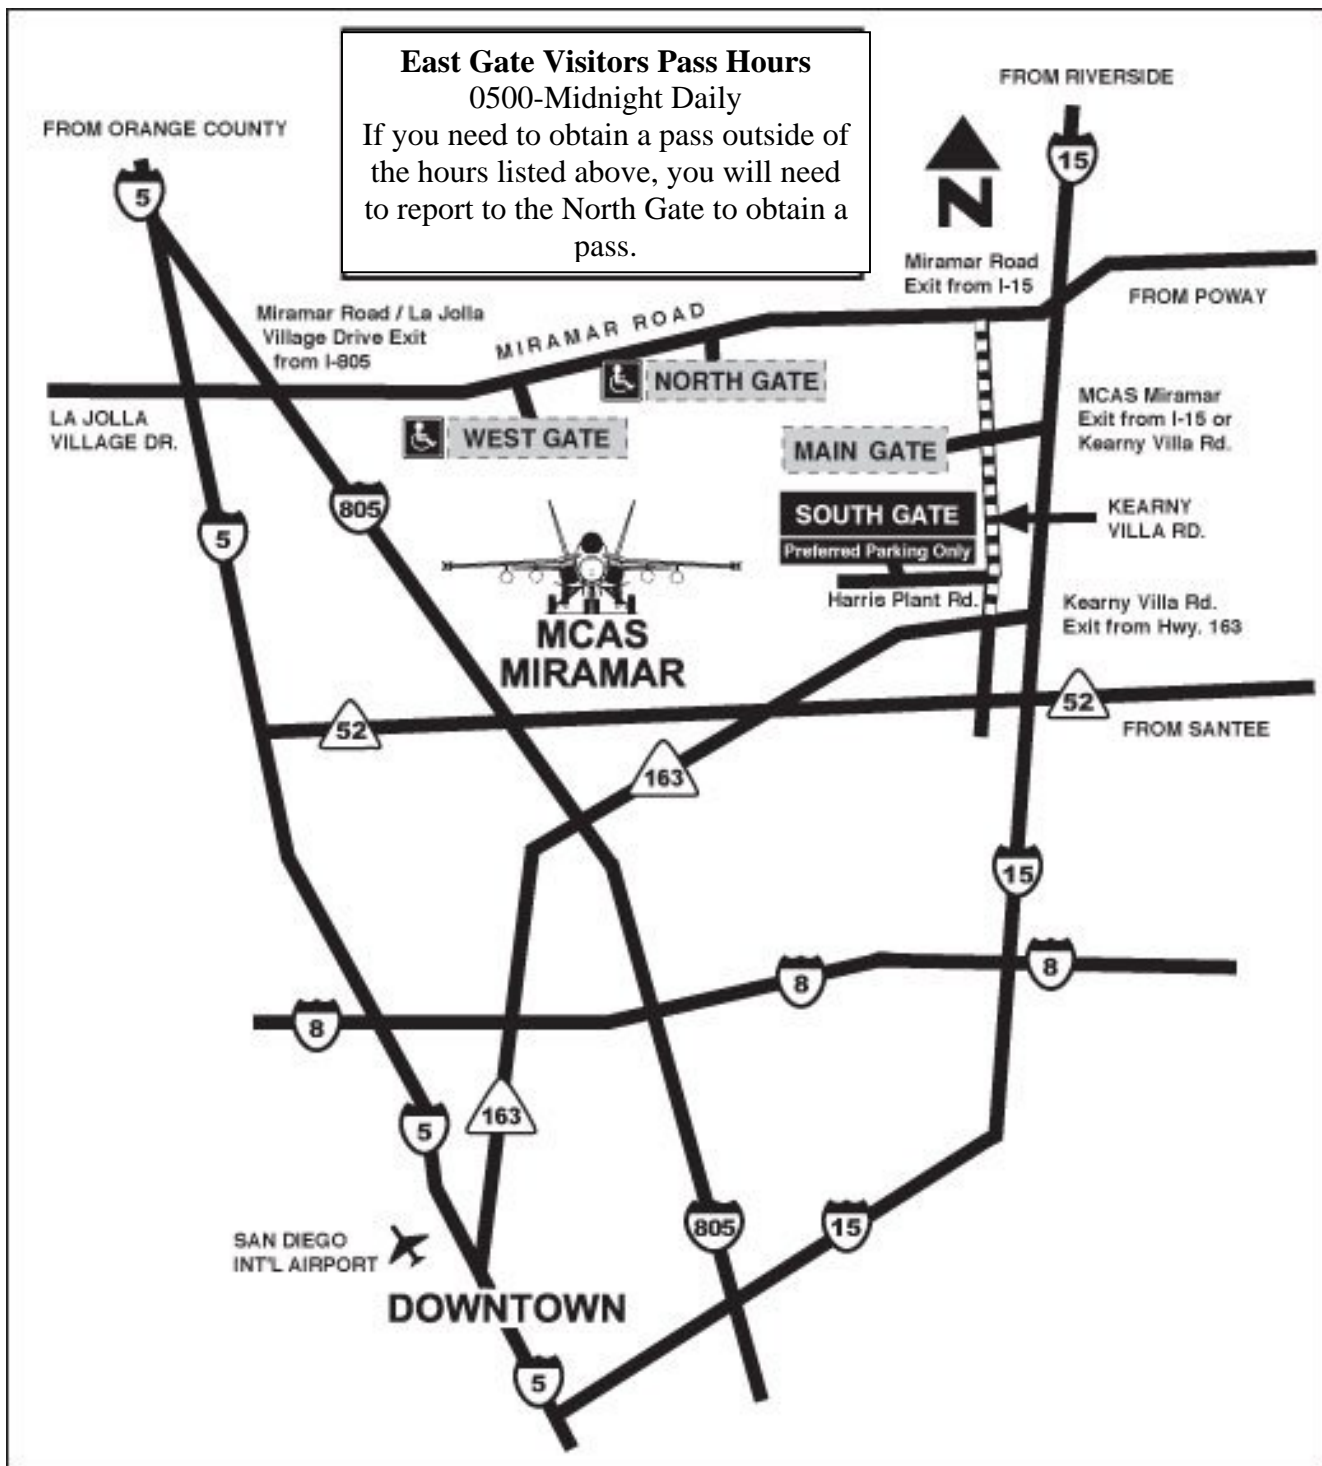 East Gate Visitors Pass Hours
0500-Midnight Daily
If you need to obtain a pass outside of
the hours listed above, you will need
to report to the North Gate to obtain a
pass.
FROM RIVERSIDE
FROM ORANGE COUNTY
15
N
5
Miramar Road
Exit from I-15
FROM POWAY
Miramar Road / La Jolla
Village Drive Exit
from I-805
MIRAMAR ROAD
NORTH GATE
LA JOLLA
VILLAGE DR.
WEST GATE
MCAS Miramar
Exit from I-15 or
Kearny Villa Rd.
MAIN GATE
805
5
SOUTH GATE
Preferred Parking Only
KEARNY
VILLA RD.
Harris Plant Rd.
Kearny Villa Rd.
Exit from Hwy. 163
MCAS
MIRAMAR
52
52
FROM SANTEE
163
15
8
8
8
5
163
805
15
SAN DIEGO
INT'L AIRPORT
DOWNTOWN
5